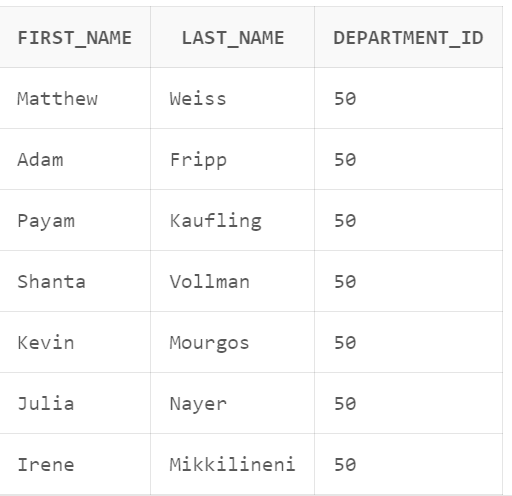 FIRST_NAME LAST_NAME DEPARTMENT_ID
Matthew Weiss 50
Adam Fripp 50
Payam Kaufling 50
Shanta Vollman 50
Kevin Mourgos 50
Julia Nayer 50
Irene Mikkilineni 50